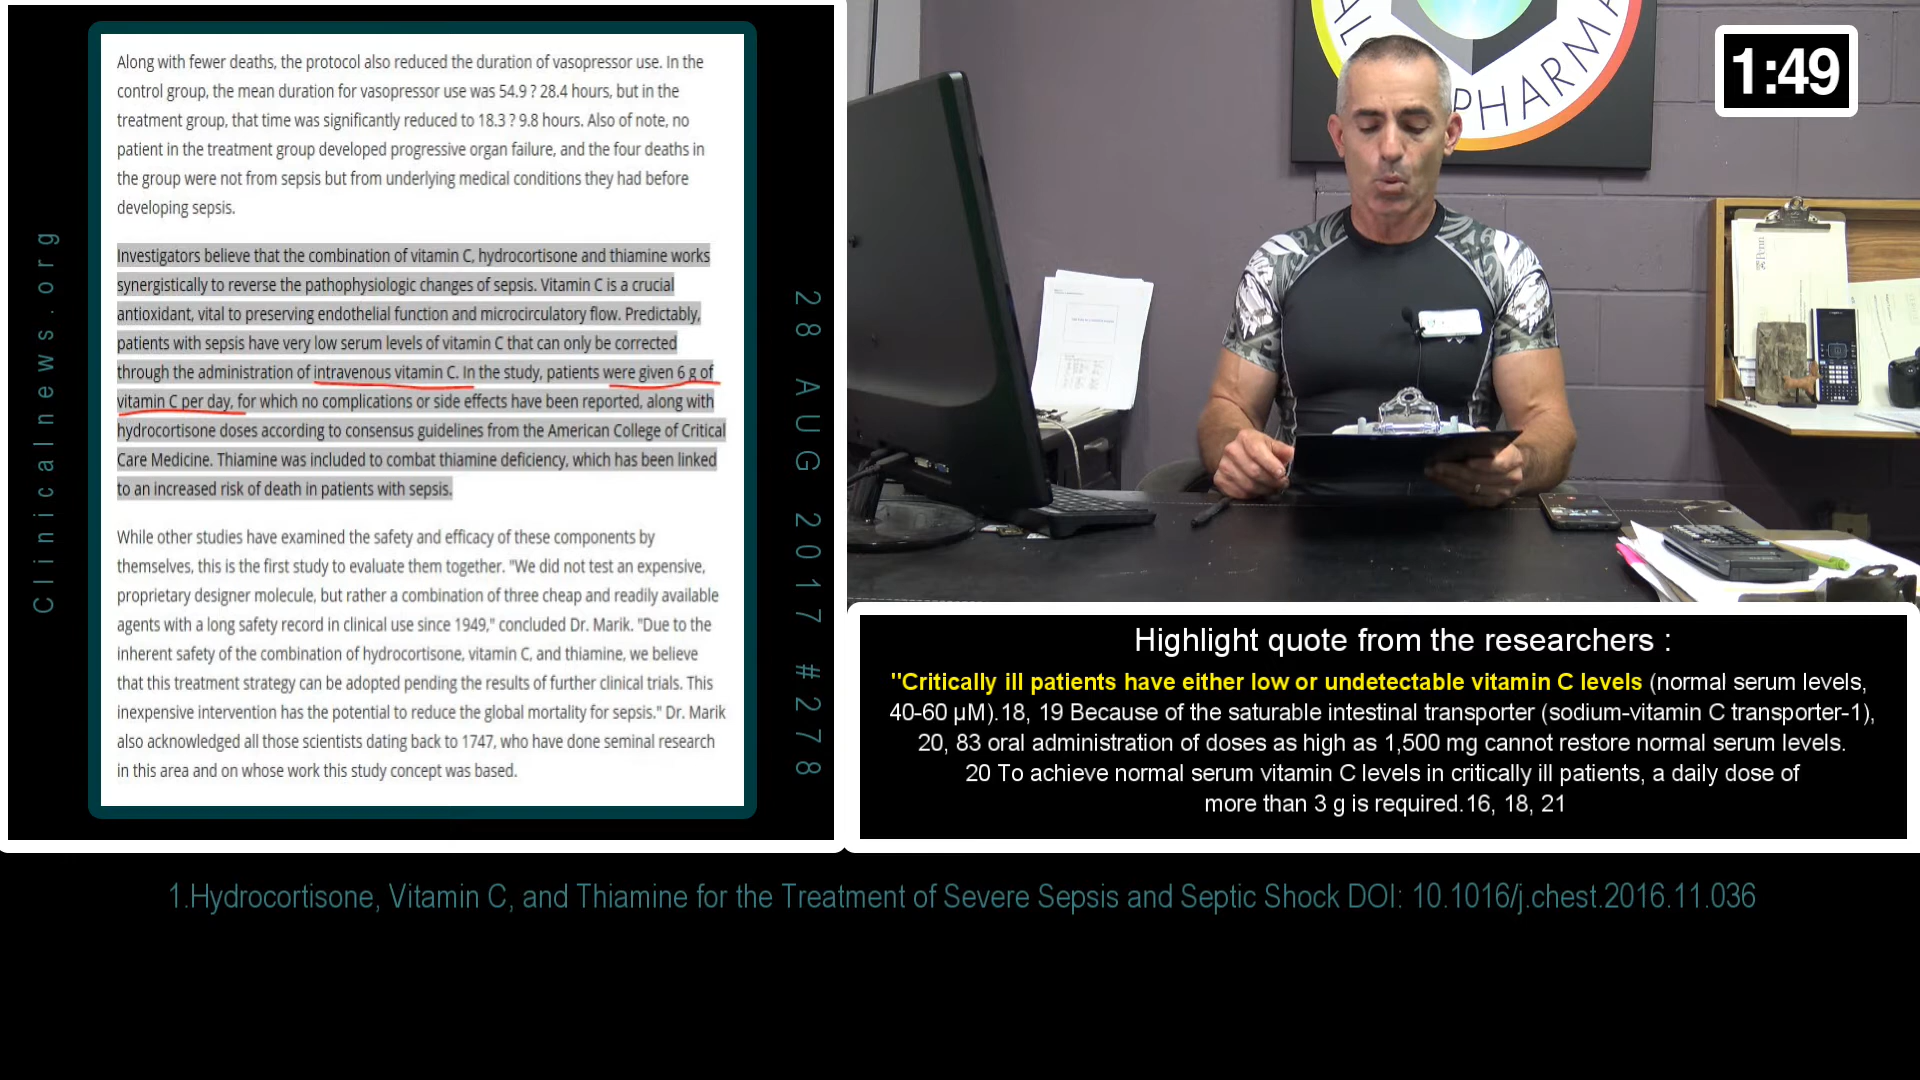 Clinicalnews.org
Along with fewer deaths, the protocol also reduced the duration of vasopressor use. In the
control group, the mean duration for vasopressor use was 54.9 ? 28.4 hours, but in the
treatment group, that time was significantly reduced to 18.3 ? 9.8 hours. Also of note, no
patient in the treatment group developed progressive organ failure, and the four deaths in
the group were not from sepsis but from underlying medical conditions they had before
developing sepsis.
Investigators believe that the combination of vitamin C, hydrocortisone and thiamine works
synergistically to reverse the pathophysiologic changes of sepsis. Vitamin C is a crucial
antioxidant, vital to preserving endothelial function and microcirculatory flow. Predictably,
patients with sepsis have very low serum levels of vitamin C that can only be corrected
through the administration of intravenous vitamin C. In the study, patients were given 6 g of
vitamin C per day, for which no complications or side effects have been reported, along with
hydrocortisone doses according to consensus guidelines from the American College of Critical
Care Medicine. Thiamine was included to combat thiamine deficiency, which has been linked
to an increased risk of death in patients with sepsis.
While other studies have examined the safety and efficacy of these components by
themselves, this is the first study to evaluate them together. "We did not test an expensive,
proprietary designer molecule, but rather a combination of three cheap and readily available
agents with a long safety record in clinical use since 1949," concluded Dr. Marik. "Due to the
inherent safety of the combination of hydrocortisone, vitamin C, and thiamine, we believe
that this treatment strategy can be adopted pending the results of further clinical trials. This
inexpensive intervention has the potential to reduce the global mortality for sepsis." Dr. Marik
also acknowledged all those scientists dating back to 1747, who have done seminal research
in this area and on whose work this study concept was based.
28 AUG 2017 #278
AL PHARM
1:49
Highlight quote from the researchers :
"Critically ill patients have either low or undetectable vitamin C levels (normal serum levels,
40-60 µM).18, 19 Because of the saturable intestinal transporter (sodium-vitamin C transporter-1),
20, 83 oral administration of doses as high as 1,500 mg cannot restore normal serum levels.
20 To achieve normal serum vitamin C levels in critically ill patients, a daily dose of
more than 3 g is required.16, 18, 21
1.Hydrocortisone, Vitamin C, and Thiamine for the Treatment of Severe Sepsis and Septic Shock DOI: 10.1016/j.chest.2016.11.036